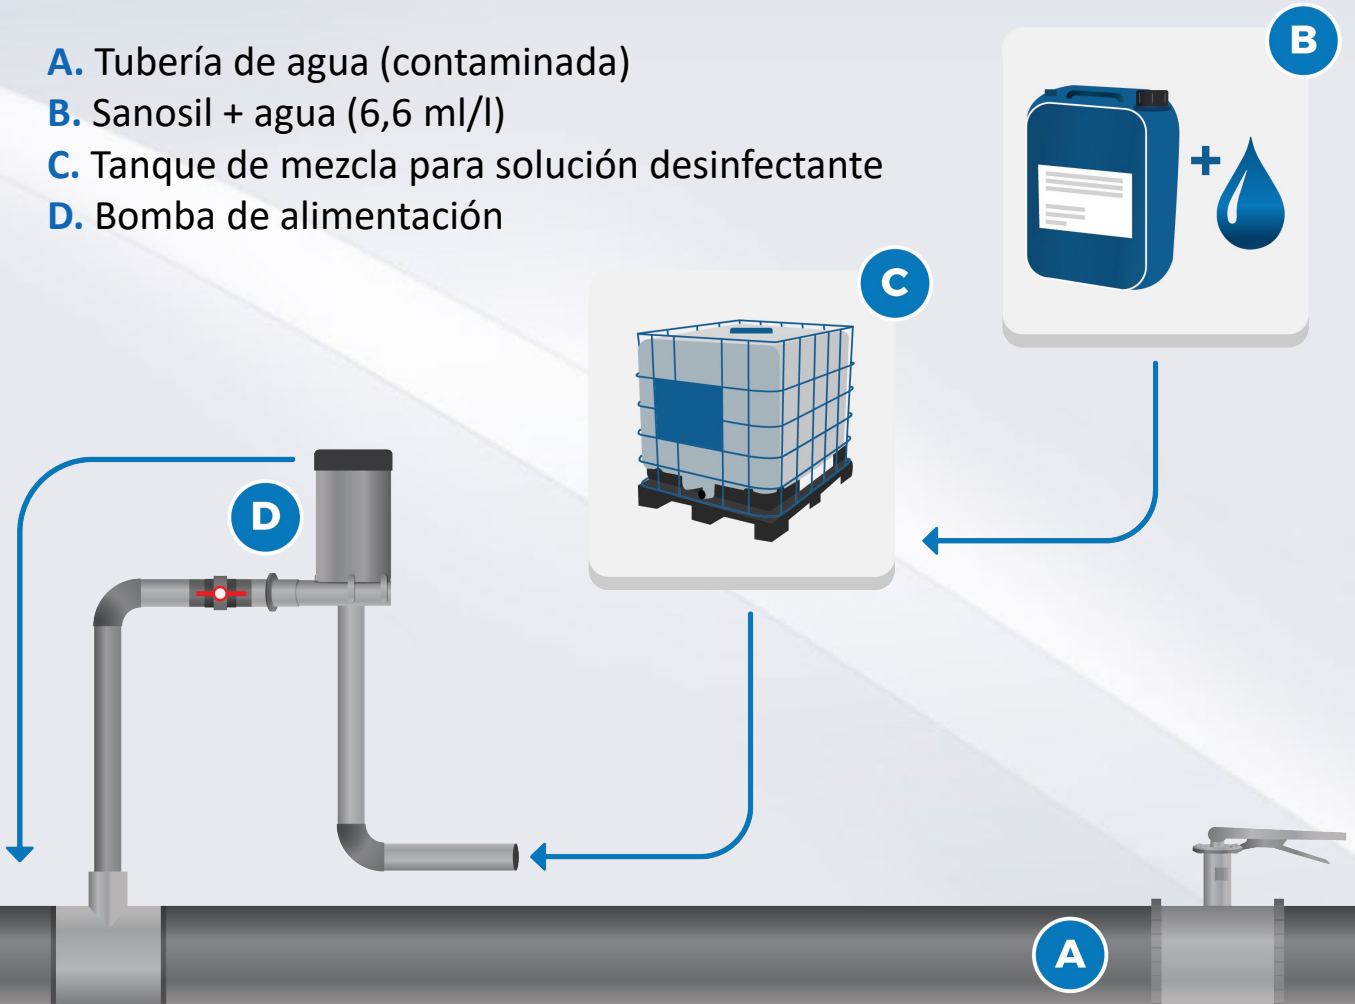 A. Tubería de agua (contaminada)
B. Sanosil + agua (6,6 ml/l)
C. Tanque de mezcla para solución desinfectante
D. Bomba de alimentación
B
+
C
D
A